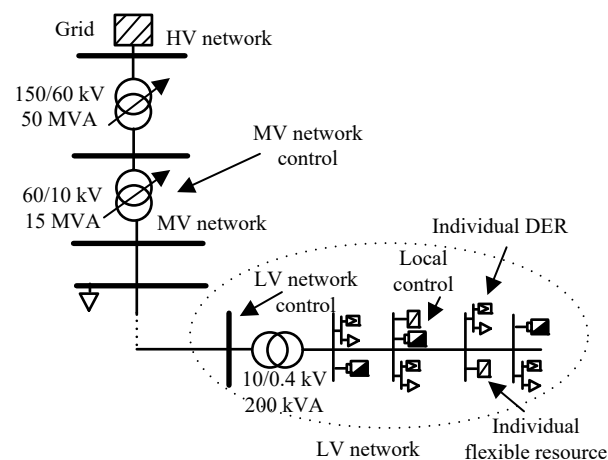 Grid
HV network
150/60 kV
50 MVA
MV network
control
60/10 kV
15 MVA
MV network
Individual DER
Local
control
LV network
control
10/0.4 kV
200 kVA
Individual
flexible resource
LV network